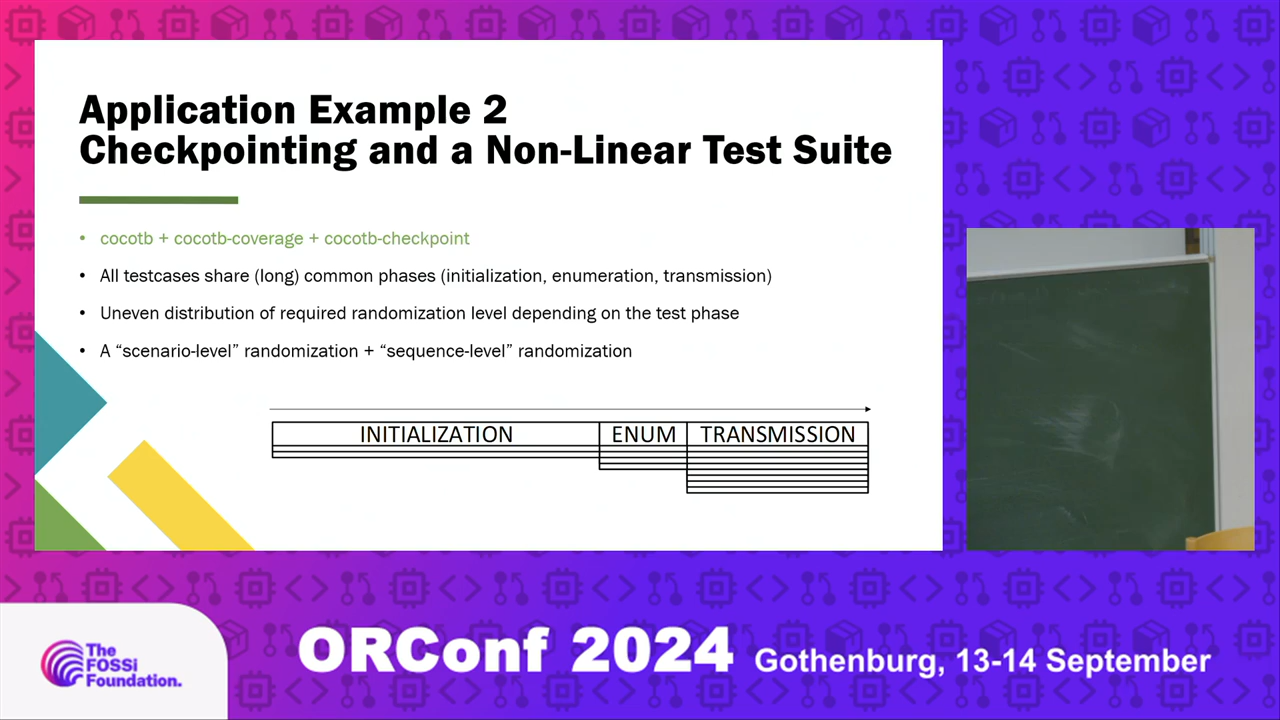 Application Example 2
Checkpointing and a Non-Linear Test Suite
• cocotb + cocotb-coverage + cocotb-checkpoint
• All testcases share (long) common phases (initialization, enumeration, transmission)
• Uneven distribution of required randomization level depending on the test phase
• A “scenario-level” randomization + “sequence-level” randomization
INITIALIZATION ENUM TRANSMISSION
The
FOSSi
Foundation.
ORConf 2024 Gothenburg, 13-14 September